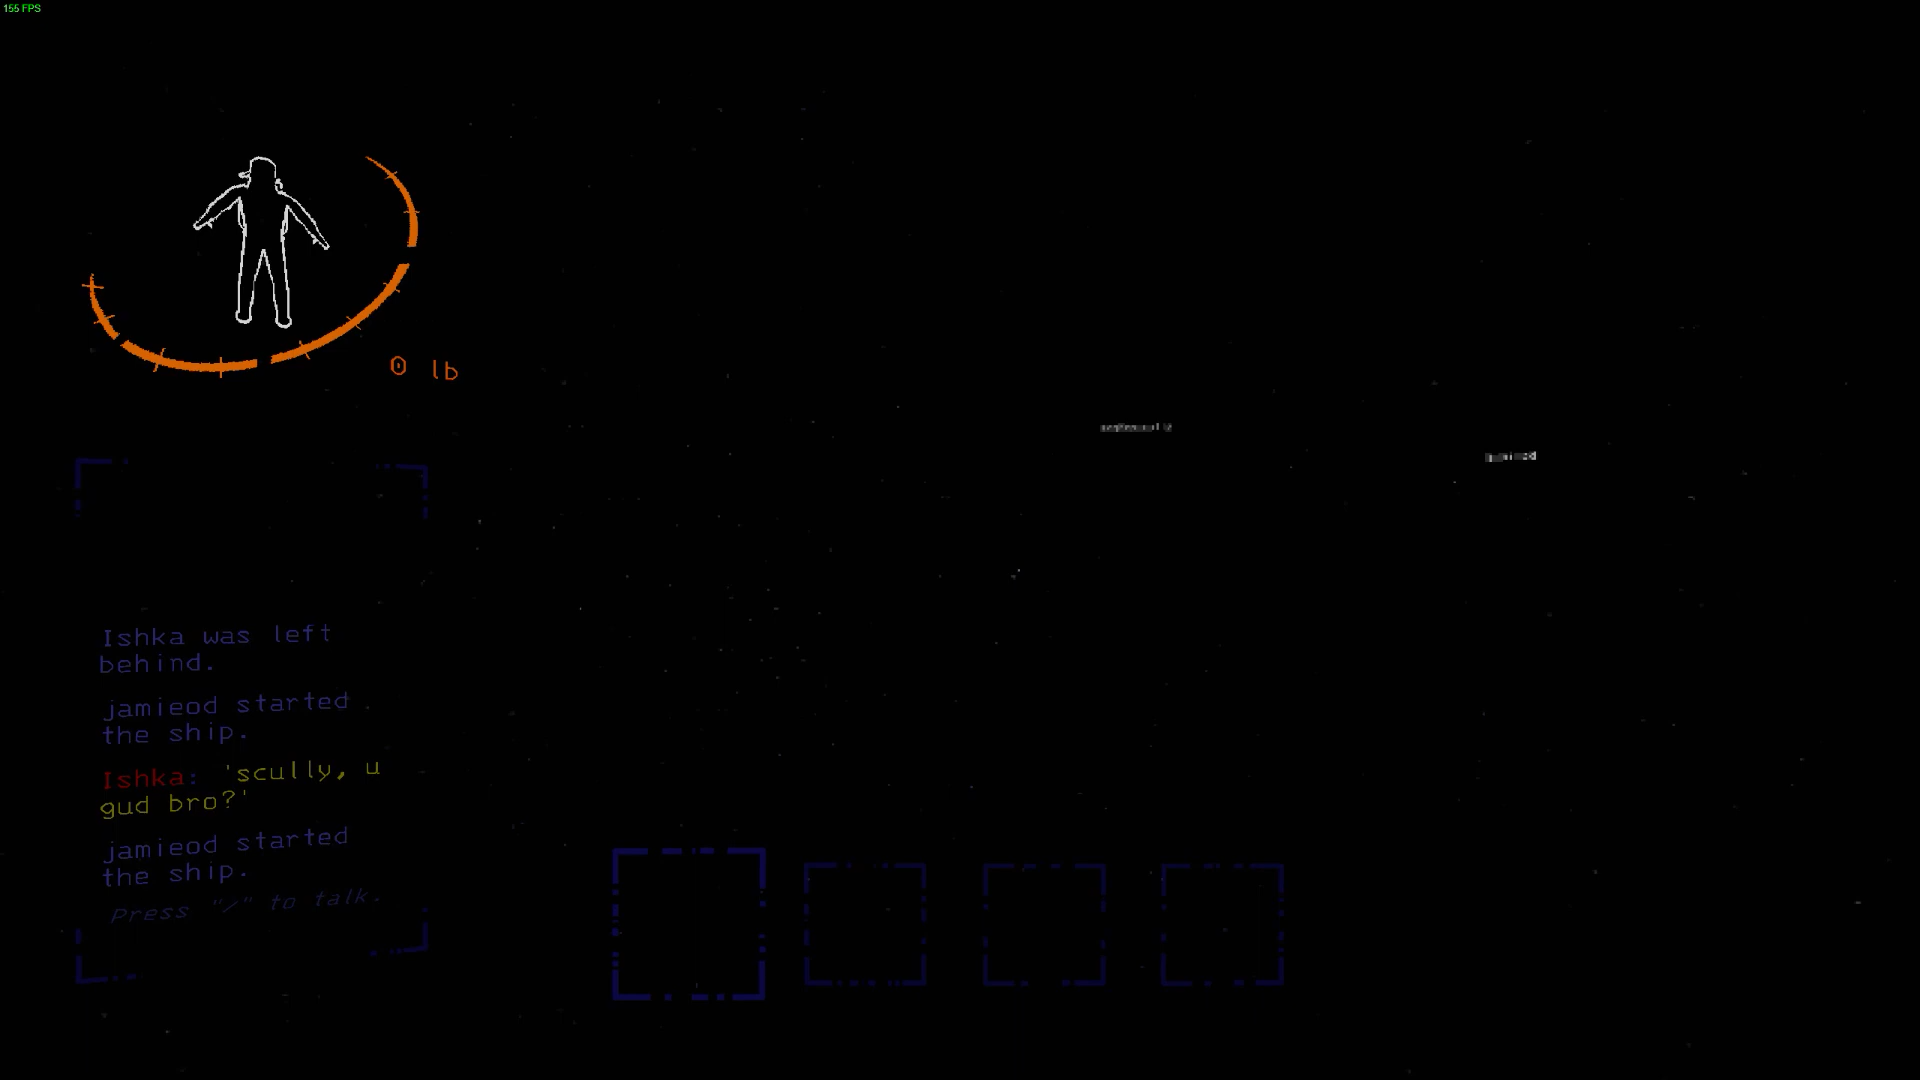 155 FPS
0 lb
Ishka was left
behind.
jamieod started
the ship.
Ishka: 'scully, u
gud bro?'
jamieod started
the ship.
Press "/" to talk.